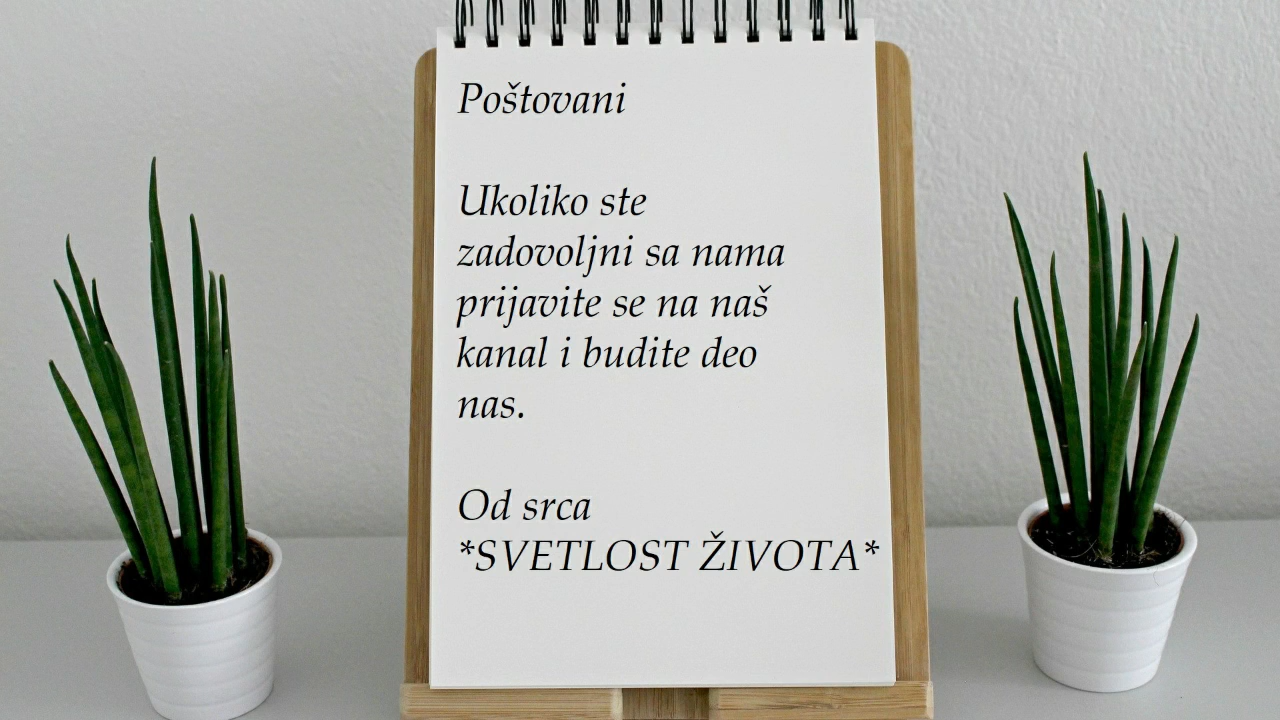 Poštovani
Ukoliko ste
zadovoljni sa nama
prijavite se na naš
kanal i budite deo
nas.
Od srca
*SVETLOST ŽIVOTA*